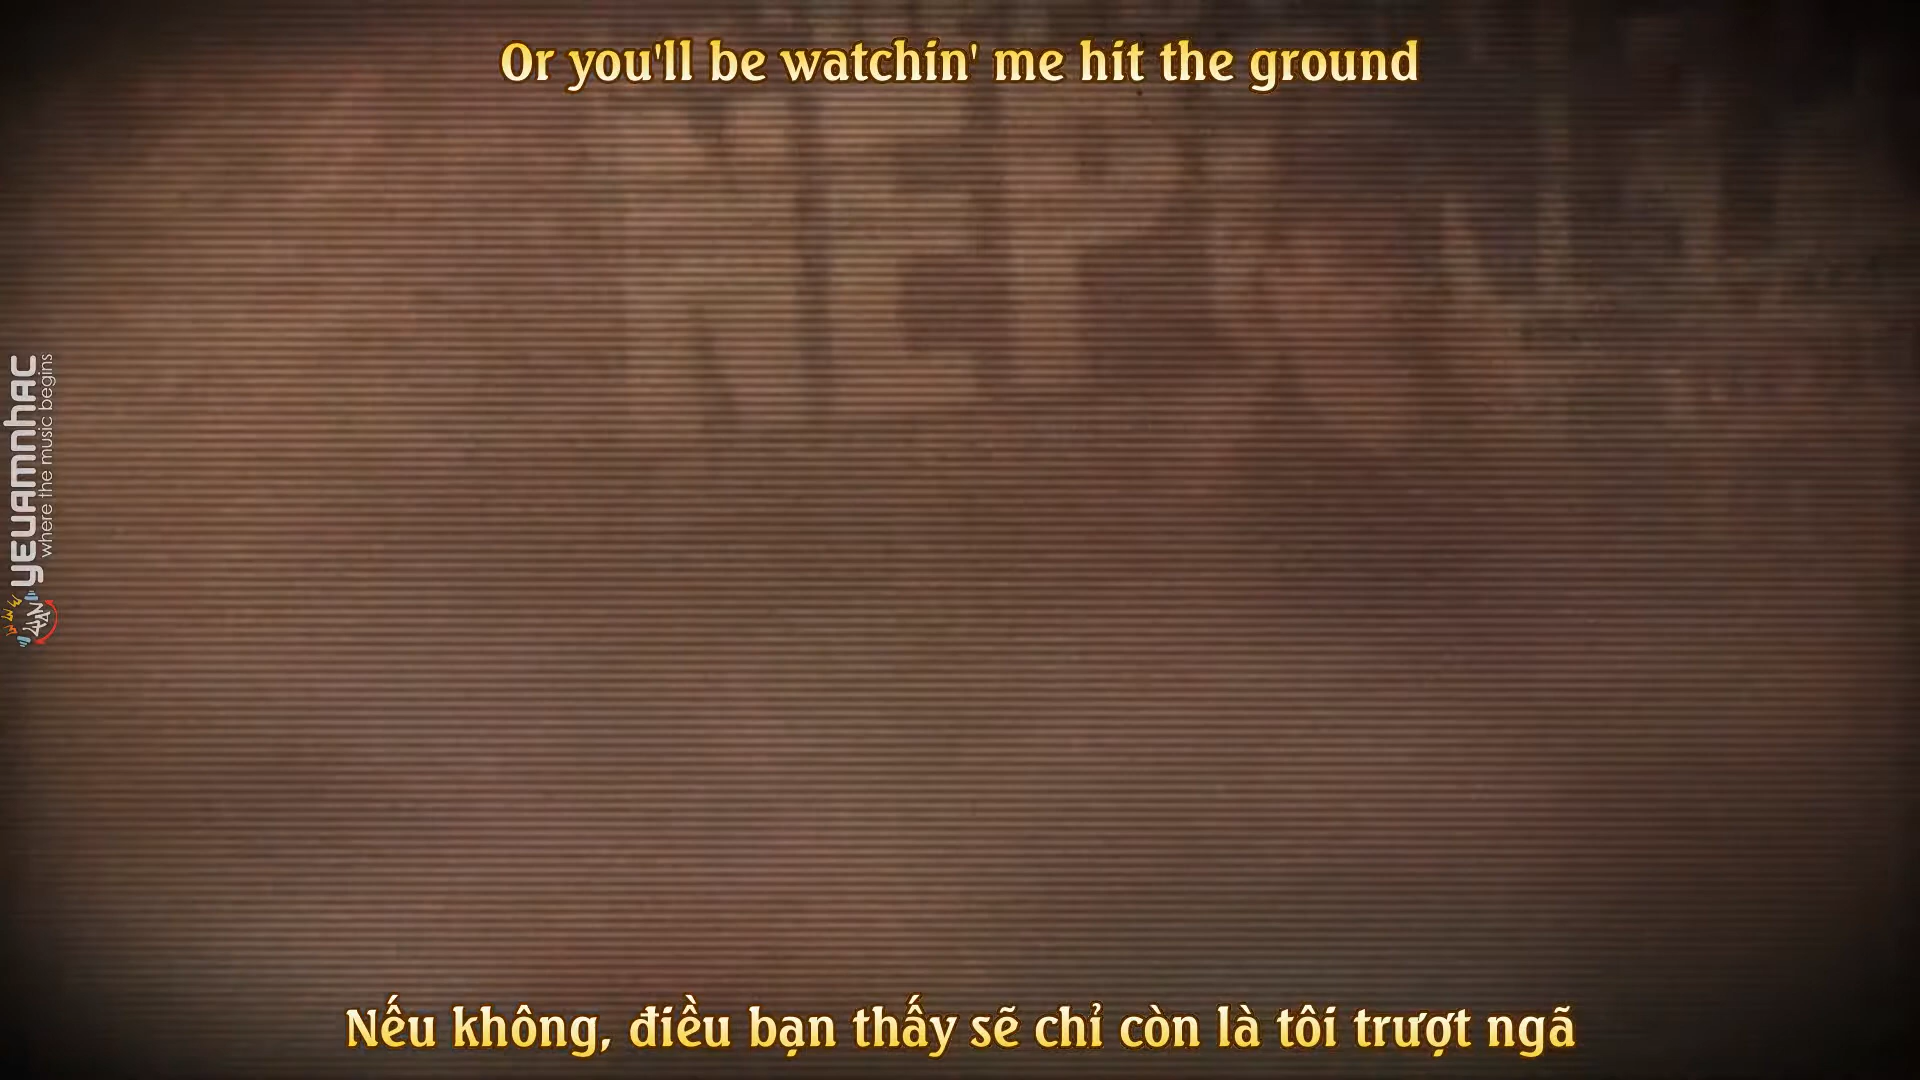 Or you'll be watchin' me hit the ground
YEUAMNHAC
where the music begins
YAN
Nếu không, điều bạn thấy sẽ chỉ còn là tôi trượt ngã